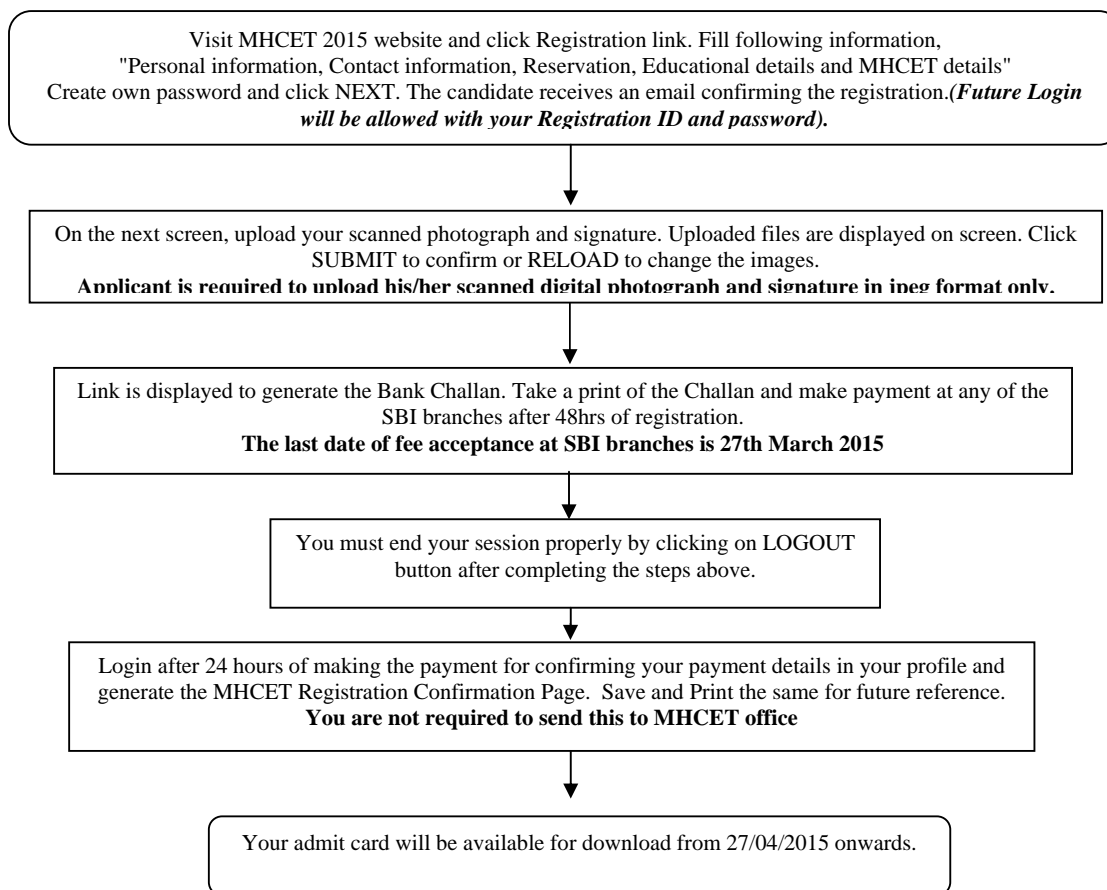 Visit MHCET 2015 website and click Registration link. Fill following information,
"Personal information, Contact information, Reservation, Educational details and MHCET details"
Create own password and click NEXT. The candidate receives an email confirming the registration.(Future Login
will be allowed with your Registration ID and password).
On the next screen, upload your scanned photograph and signature. Uploaded files are displayed on screen. Click
SUBMIT to confirm or RELOAD to change the images.
Applicant is required to upload his/her scanned digital photograph and signature in jpeg format only.
Link is displayed to generate the Bank Challan. Take a print of the Challan and make payment at any of the
SBI branches after 48hrs of registration.
The last date of fee acceptance at SBI branches is 27th March 2015
You must end your session properly by clicking on LOGOUT
button after completing the steps above.
Login after 24 hours of making the payment for confirming your payment details in your profile and
generate the MHCET Registration Confirmation Page. Save and Print the same for future reference.
You are not required to send this to MHCET office
Your admit card will be available for download from 27/04/2015 onwards.